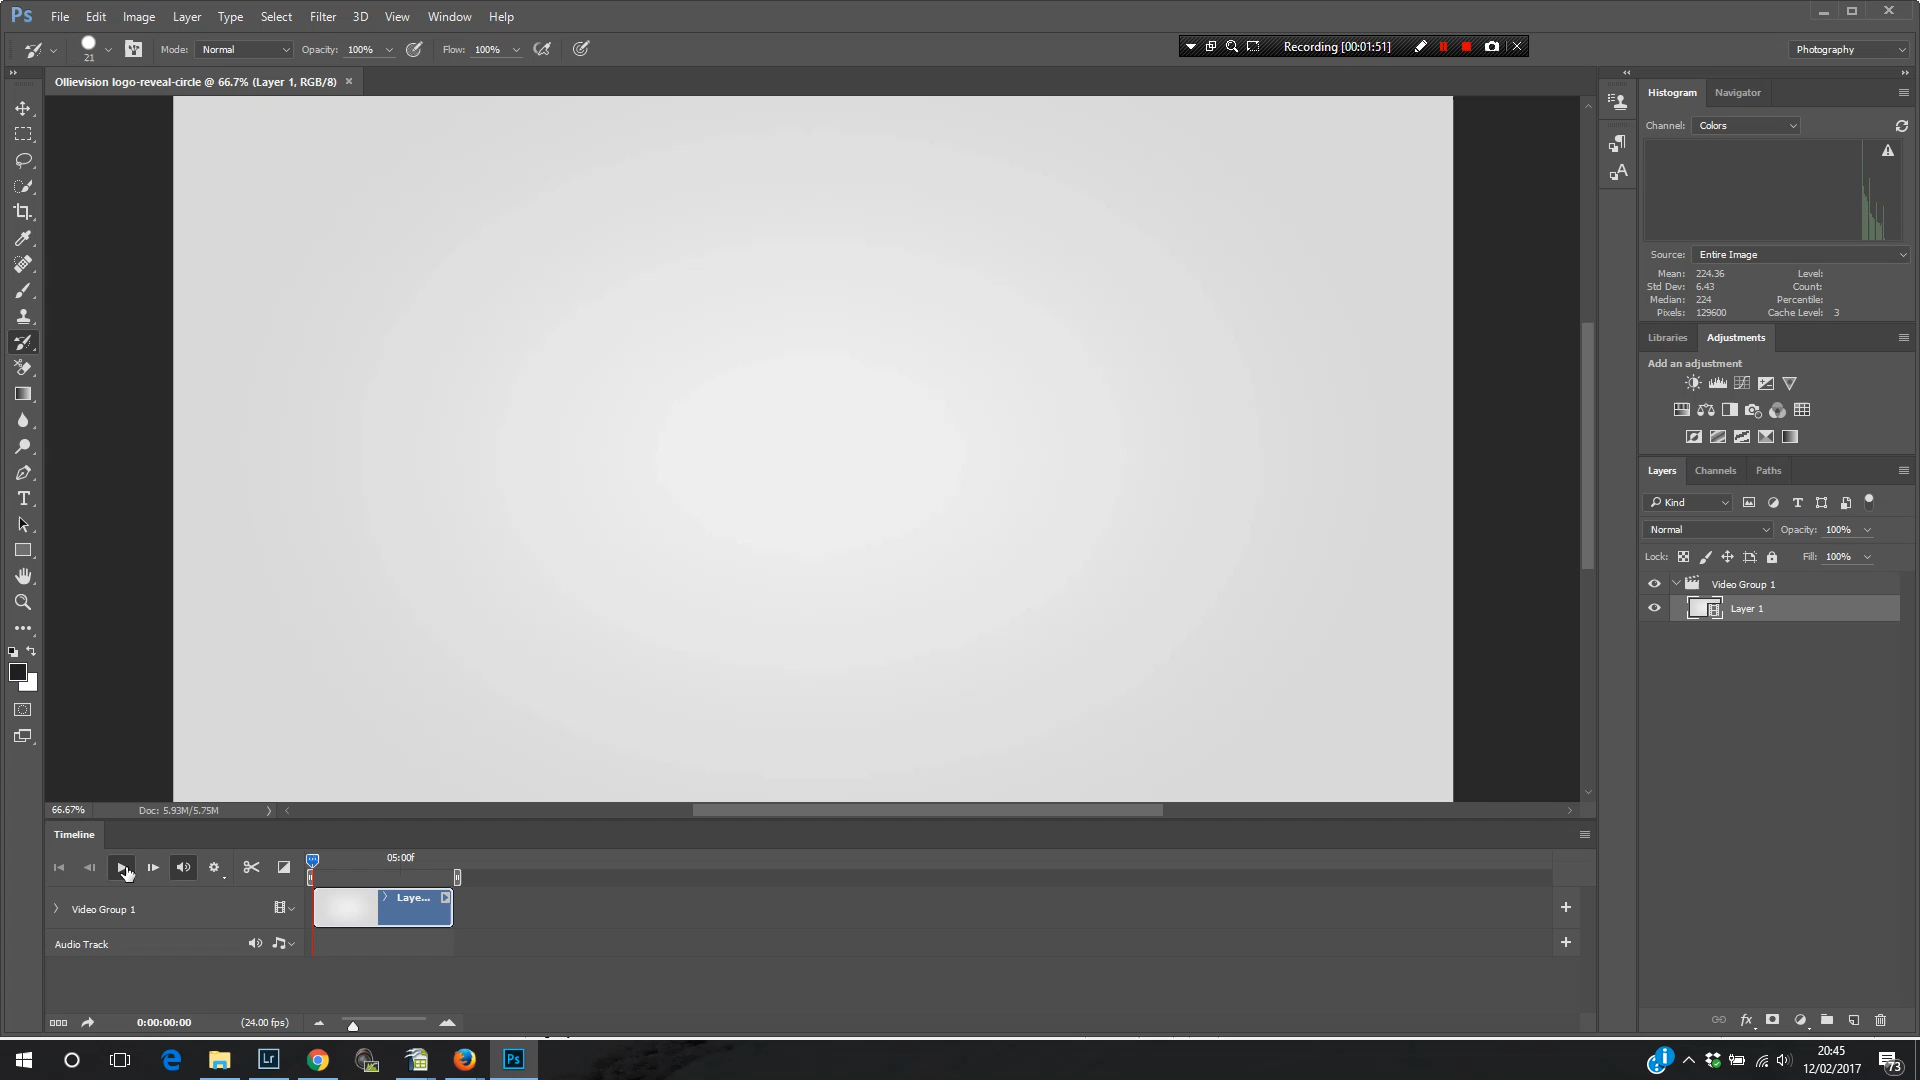 Ps File Edit Image Layer Type Select Filter 3D View Window Help
21 Mode: Normal Opacity: 100% Flow: 100% Recording [00:01:51] Photography
Ollievision logo-reveal-circle @ 66.7% (Layer 1, RGB/8) ×
Histogram Navigator
Channel: Colors
Source: Entire Image
Mean: 224.36 Level:
Std Dev: 6.43 Count:
Median: 224 Percentile:
Pixels: 129600 Cache Level: 3
Libraries Adjustments
Add an adjustment
Layers Channels Paths
Kind
Normal Opacity: 100%
Lock: Fill: 100%
Video Group 1
Layer 1
66.67% Doc: 5.93M/5.75M
Timeline
05:00f
Video Group 1 Laye...
Audio Track
0:00:00:00 (24.00 fps)
Lr Ps
20:45
12/02/2017
73